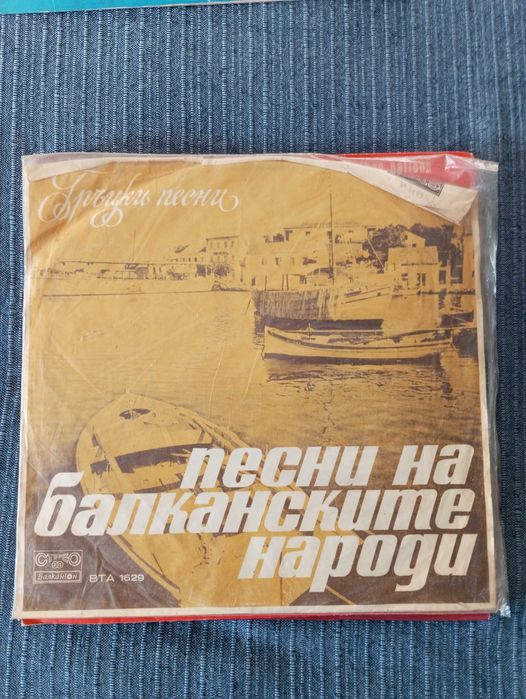 Гръцки песни
песни на
балканските
народи
СТЕРЕО
Балкантон
ВТА 1629